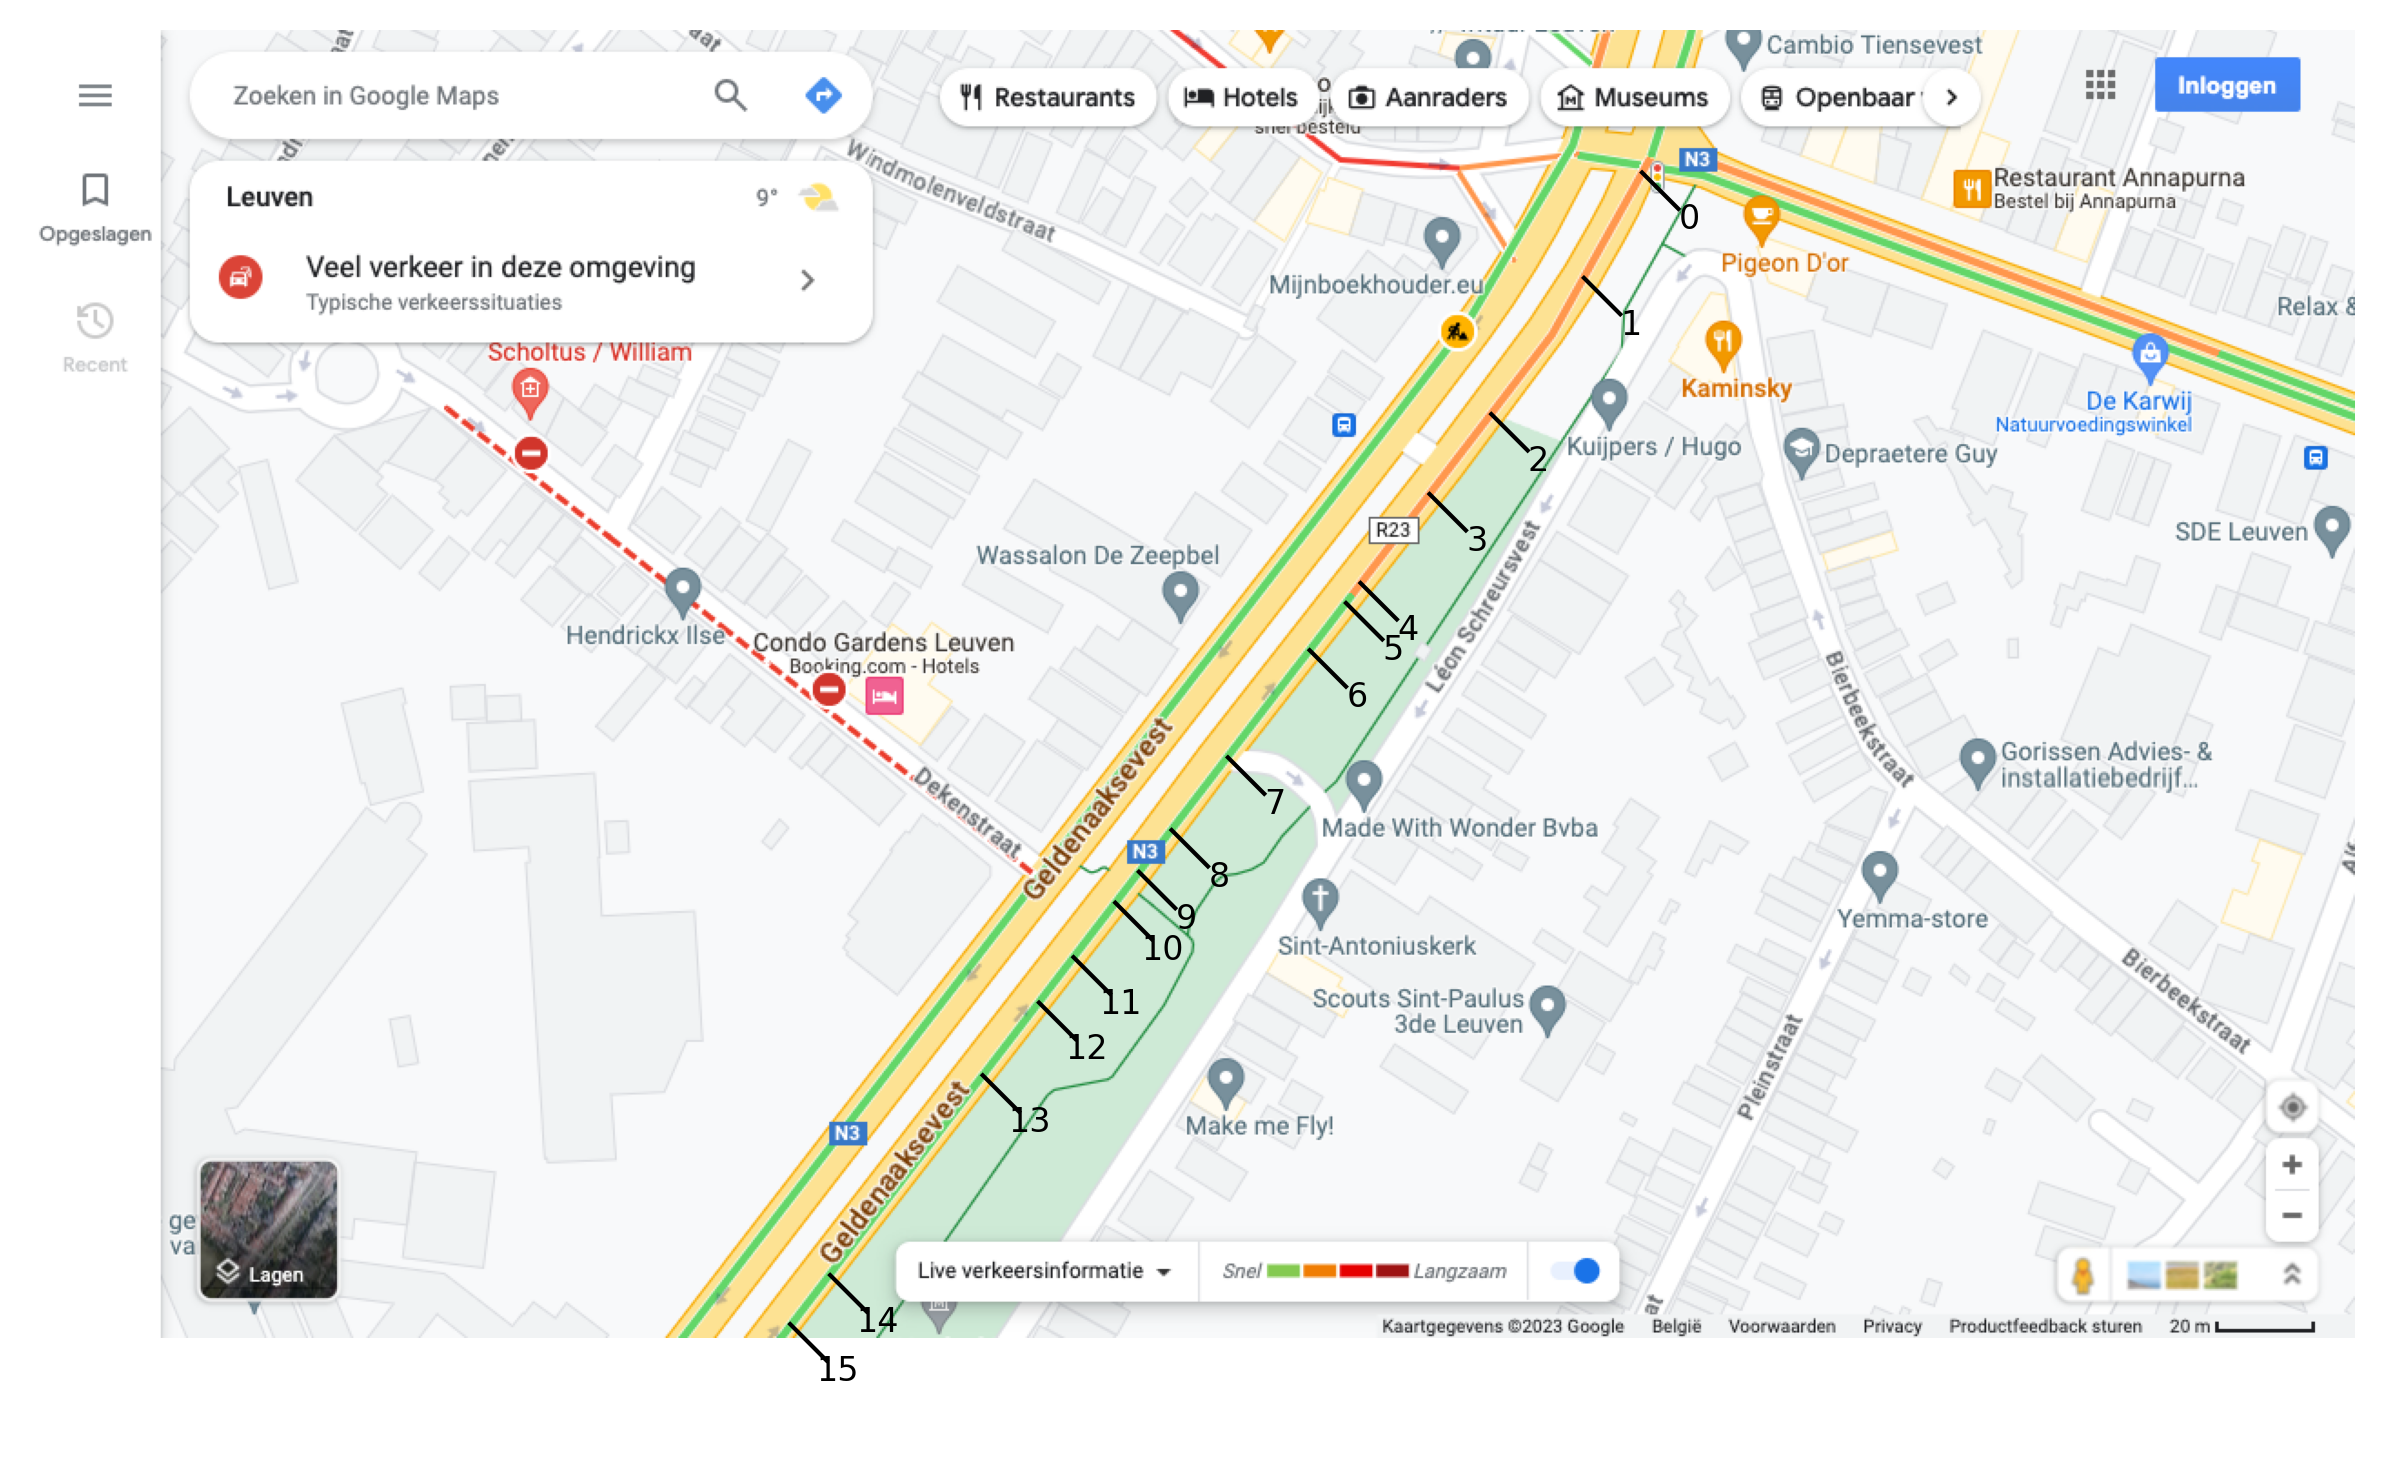 Zoeken in Google Maps
Restaurants
Hotels
Aanraders
Museums
Openbaar
Inloggen
Cambio Tiensevest
snel besteld
Opgeslagen
Recent
Leuven
9°
Veel verkeer in deze omgeving
Typische verkeerssituaties
Windmolenveldstraat
N3
Restaurant Annapurna
Bestel bij Annapurna
0
Pigeon D'or
Mijnboekhouder.eu
1
Relax &
Scholtus / William
Kaminsky
De Karwij
Natuurvoedingswinkel
2
Kuijpers / Hugo
Depraetere Guy
R23
3
SDE Leuven
Wassalon De Zeepbel
4
5
Léon Schreursvest
Hendrickx Ilse
Condo Gardens Leuven
Booking.com - Hotels
6
Bierbeekstraat
Gorissen Advies- &
installatiebedrijf...
7
Made With Wonder Bvba
Dekenstraat
Geldenaaksevest
N3
8
9
10
Yemma-store
Sint-Antoniuskerk
11
Scouts Sint-Paulus
3de Leuven
12
Bierbeekstraat
Pleinstraat
13
Make me Fly!
N3
Geldenaaksevest
ge
va
Lagen
Live verkeersinformatie
Snel
Langzaam
14
15
Kaartgegevens ©2023 Google
België
Voorwaarden
Privacy
Productfeedback sturen
20 m